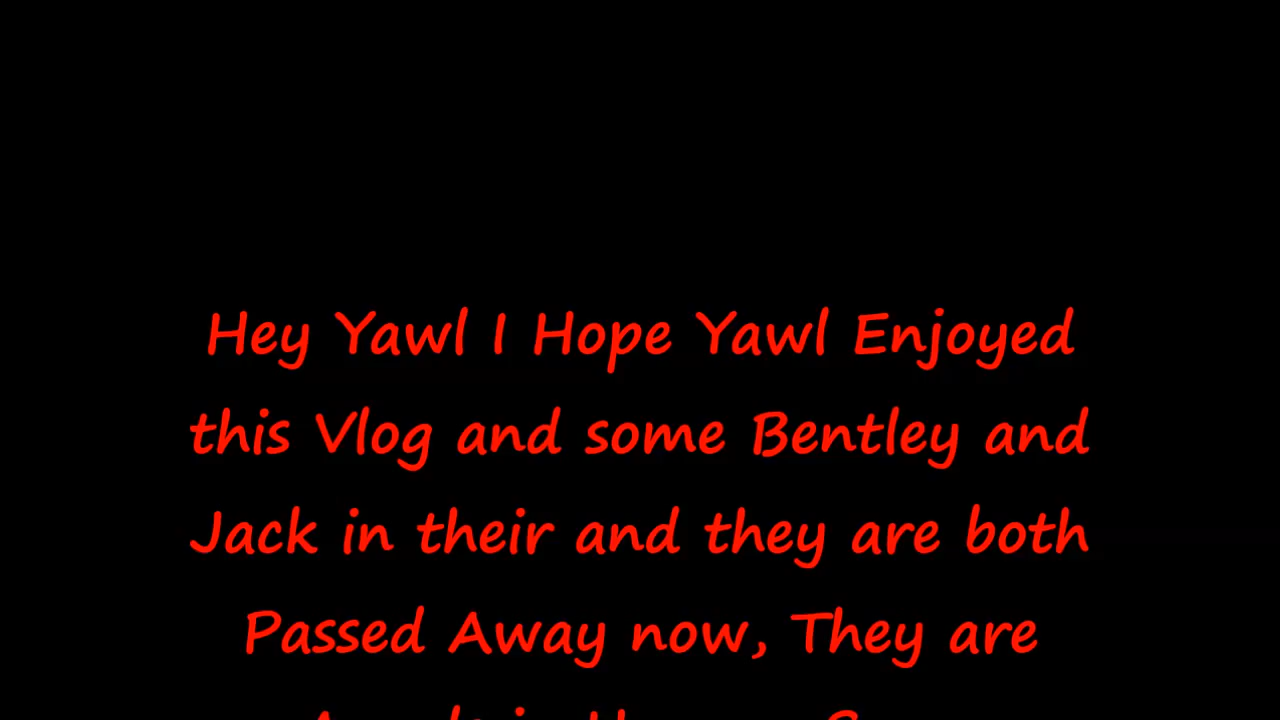 Hey Yawl I Hope Yawl Enjoyed
this Vlog and some Bentley and
Jack in their and they are both
Passed Away now, They are